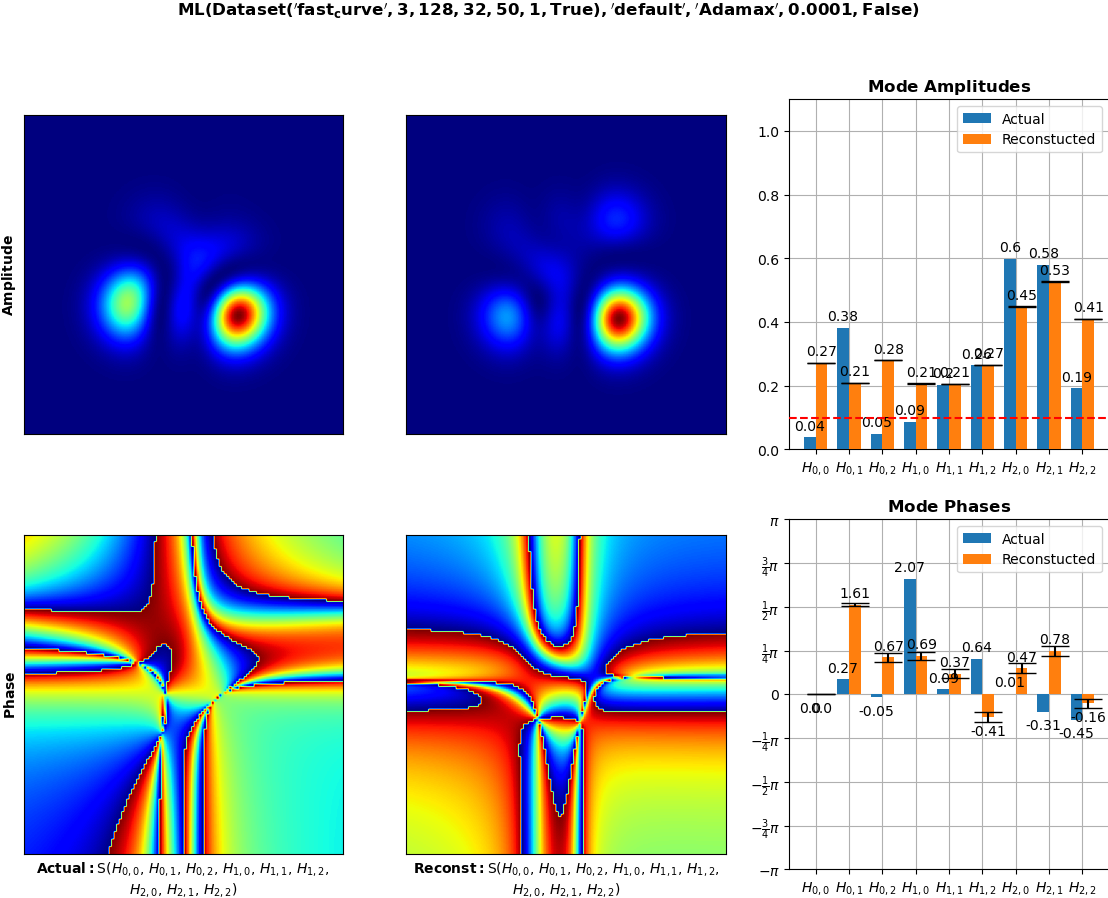 ML(Dataset('fast_curve', 3, 128, 32, 50, 1, True), 'default', 'Adamax', 0.0001, False)
Amplitude
Mode Amplitudes
Actual
Reconstucted
1.0
0.8
0.6
0.4
0.2
0.0
0.04
0.27
0.38
0.21
0.05
0.28
0.09
0.21
0.2
0.21
0.26
0.27
0.6
0.45
0.58
0.53
0.19
0.41
H0,0 H0,1 H0,2 H1,0 H1,1 H1,2 H2,0 H2,1 H2,2
Phase
Actual: S(H0,0, H0,1, H0,2, H1,0, H1,1, H1,2,
H2,0, H2,1, H2,2)
Reconst: S(H0,0, H0,1, H0,2, H1,0, H1,1, H1,2,
H2,0, H2,1, H2,2)
Mode Phases
Actual
Reconstucted
π
3/4π
1/2π
1/4π
0
−1/4π
−1/2π
−3/4π
−π
0.0
0.0
0.27
1.61
-0.05
0.67
2.07
0.69
0.09
0.37
0.64
-0.41
0.01
0.47
-0.31
0.78
-0.45
-0.16
H0,0 H0,1 H0,2 H1,0 H1,1 H1,2 H2,0 H2,1 H2,2